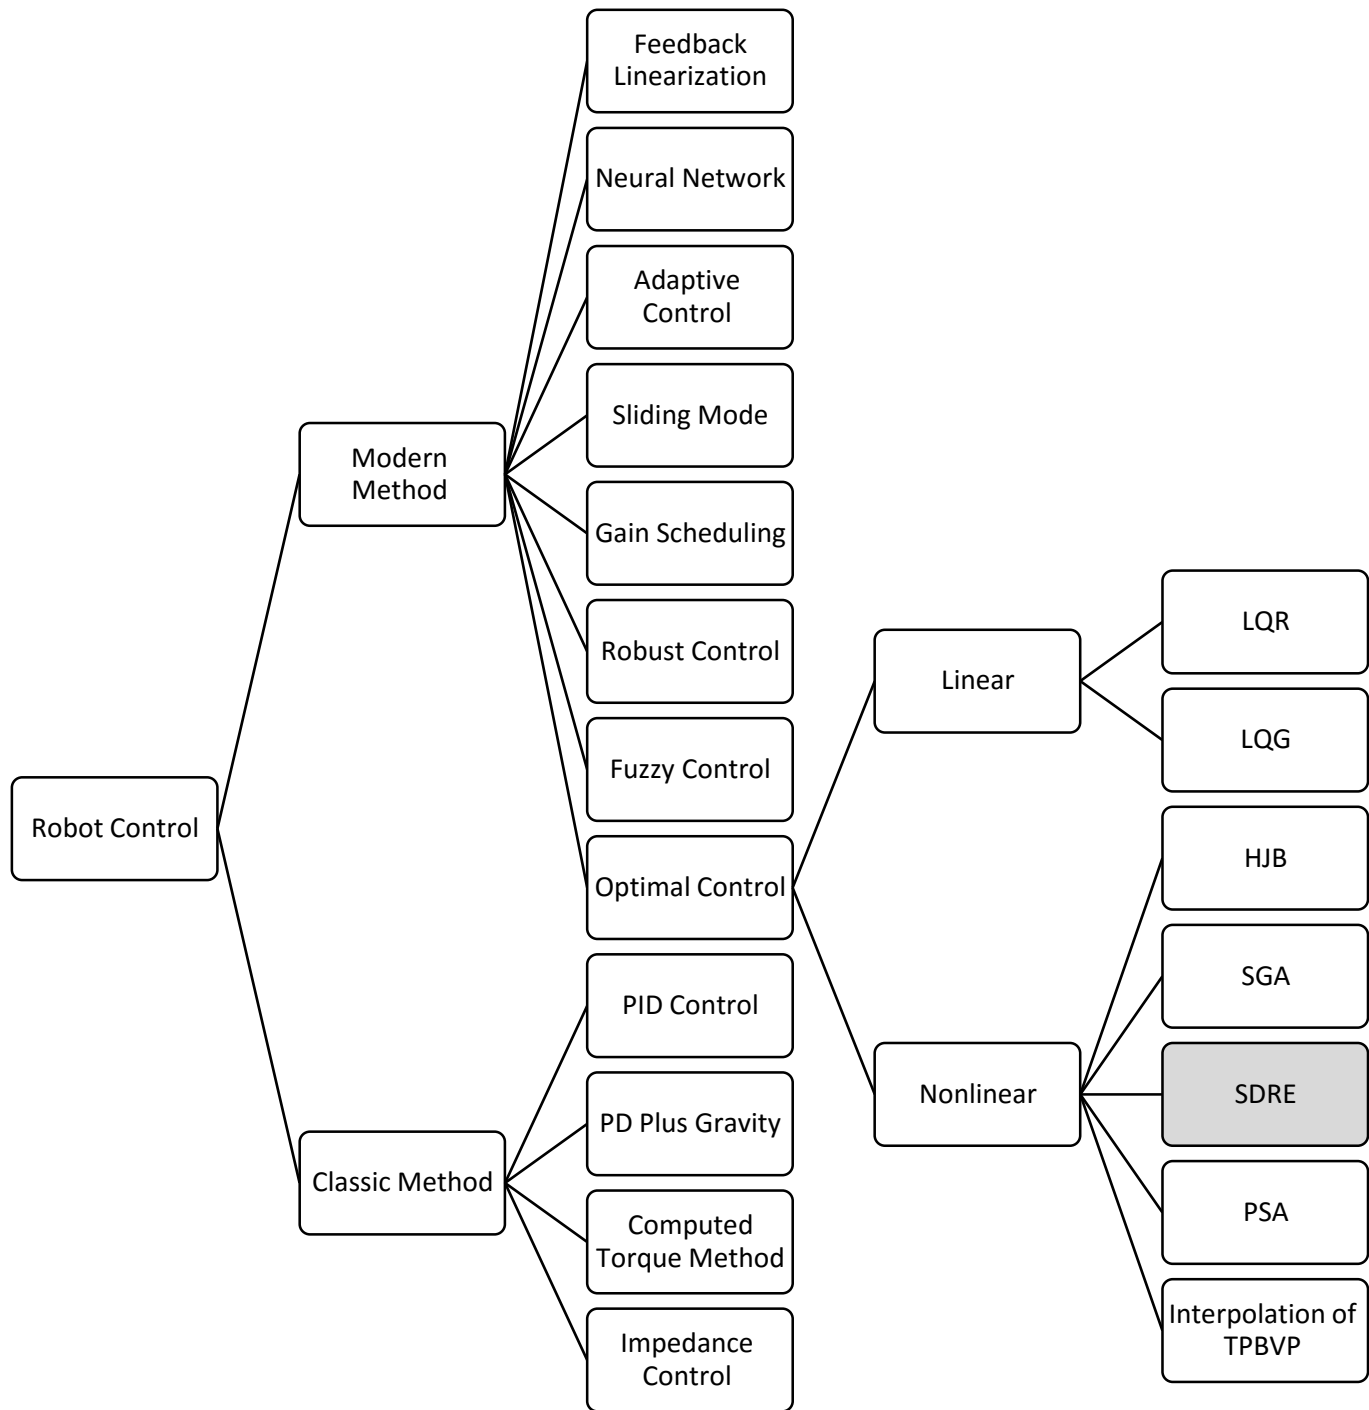 Feedback
Linearization
Neural Network
Adaptive
Control
Sliding Mode
Modern
Method
Gain Scheduling
Robust Control
Fuzzy Control
Optimal Control
Linear
LQR
LQG
Robot Control
HJB
SGA
Nonlinear
SDRE
PSA
Interpolation of
TPBVP
PID Control
PD Plus Gravity
Classic Method
Computed
Torque Method
Impedance
Control